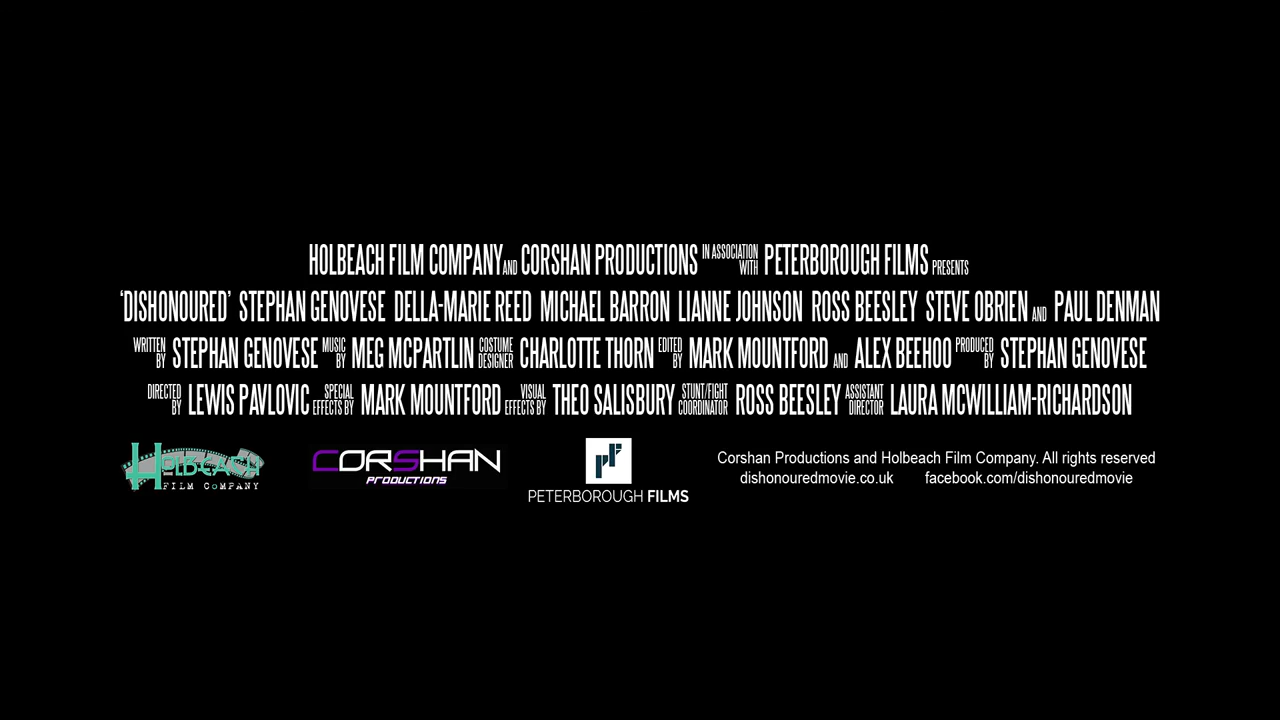 HOLBEACH FILM COMPANY AND CORSHAN PRODUCTIONS IN ASSOCIATION WITH PETERBOROUGH FILMS PRESENTS
‘DISHONOURED’ STEPHAN GENOVESE DELLA-MARIE REED MICHAEL BARRON LIANNE JOHNSON ROSS BEESLEY STEVE OBRIEN AND PAUL DENMAN
WRITTEN BY STEPHAN GENOVESE MUSIC BY MEG MCPARTLIN COSTUME DESIGNER CHARLOTTE THORN EDITED BY MARK MOUNTFORD AND ALEX BEEHOO PRODUCED BY STEPHAN GENOVESE
DIRECTED BY LEWIS PAVLOVIC SPECIAL EFFECTS BY MARK MOUNTFORD VISUAL EFFECTS BY THEO SALISBURY STUNT/FIGHT COORDINATOR ROSS BEESLEY ASSISTANT DIRECTOR LAURA MCWILLIAM-RICHARDSON
HOLBEACH
FILM COMPANY
CORSHAN
PRODUCTIONS
PF
PETERBOROUGH FILMS
Corshan Productions and Holbeach Film Company. All rights reserved
dishonouredmovie.co.uk facebook.com/dishonouredmovie